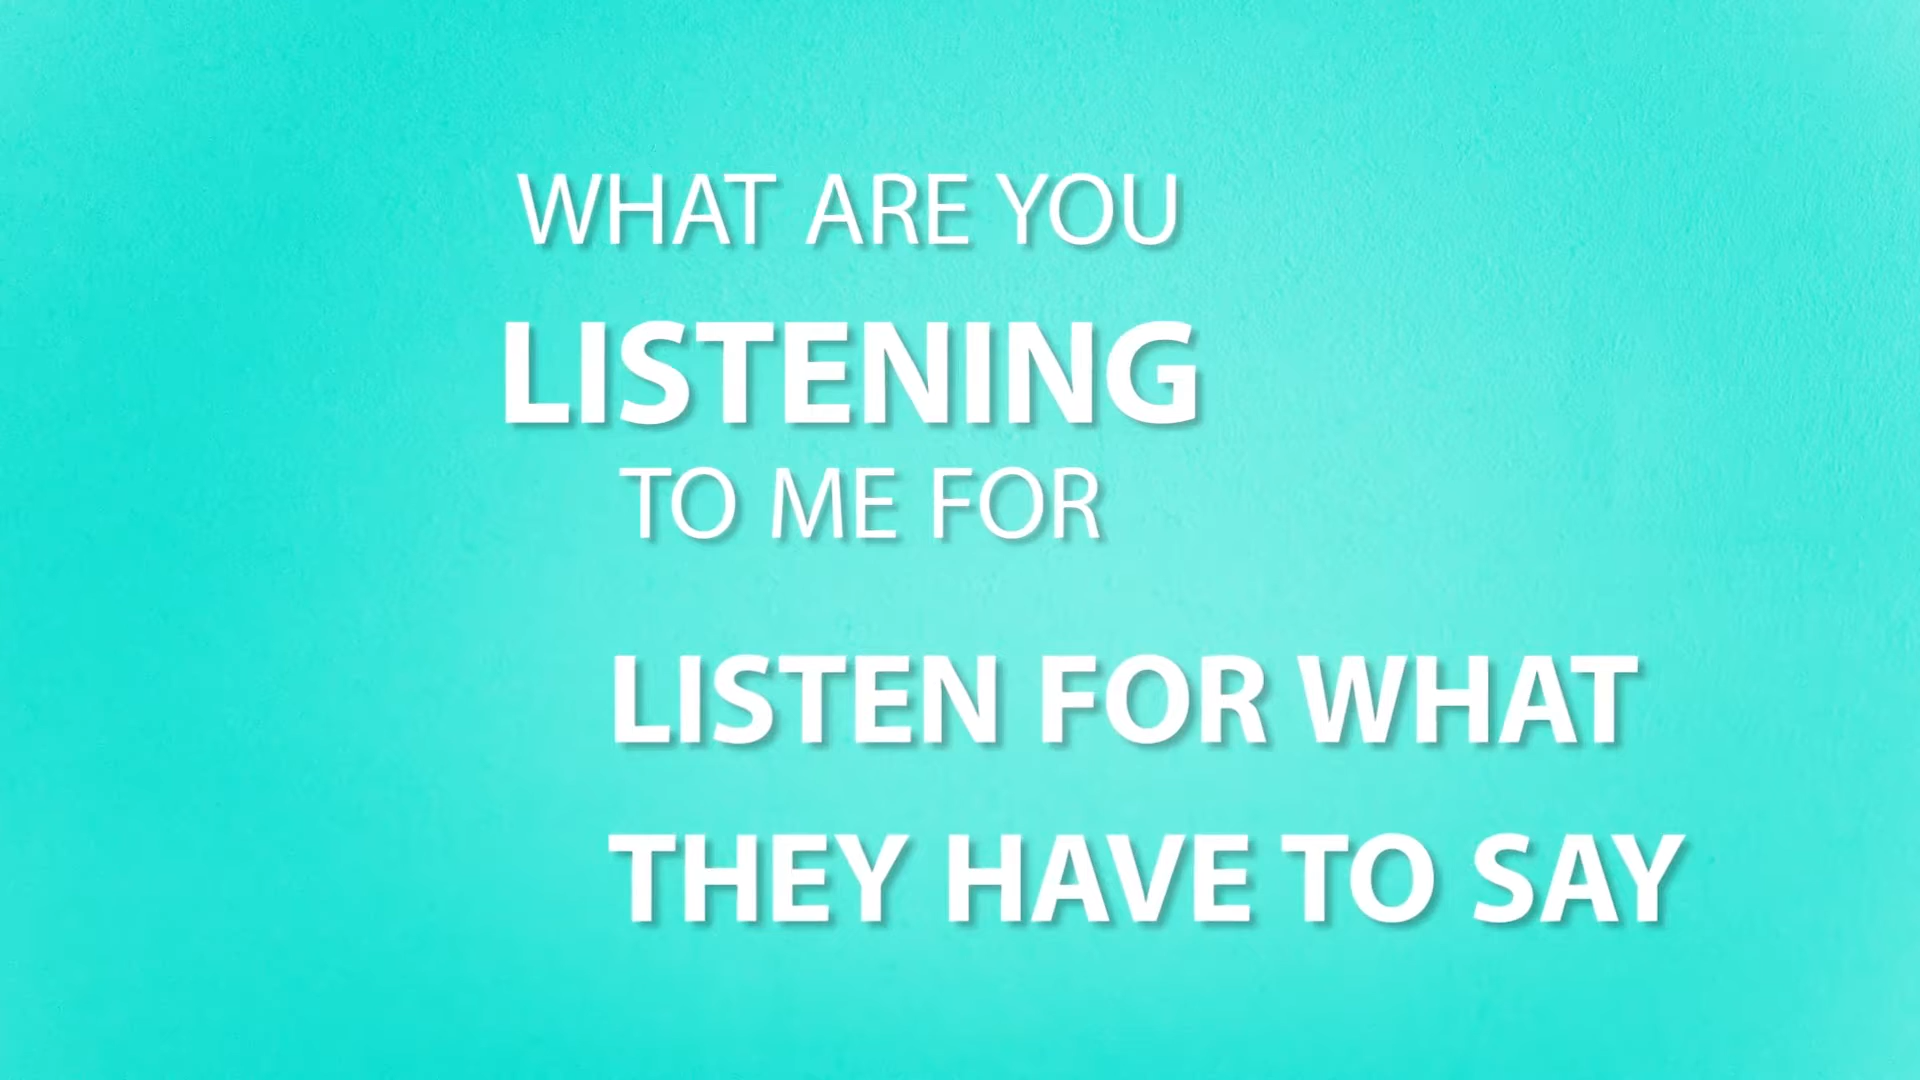 WHAT ARE YOU
LISTENING
TO ME FOR
LISTEN FOR WHAT
THEY HAVE TO SAY